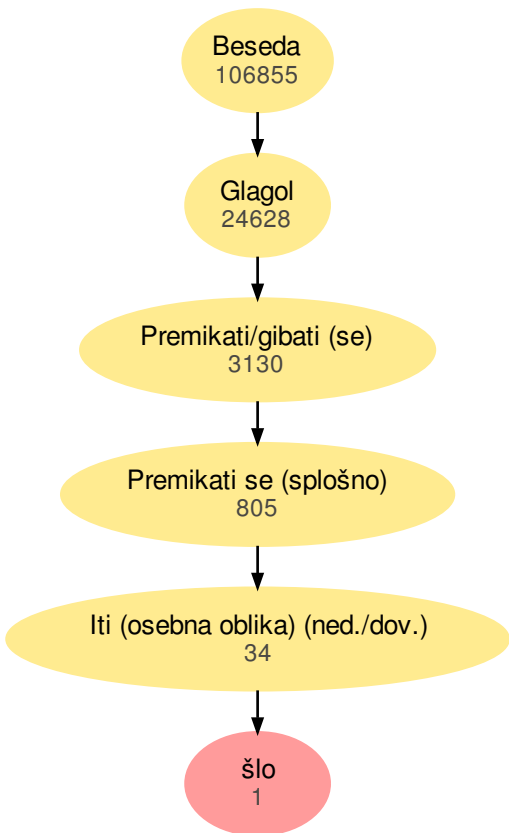 Beseda
106855
Glagol
24628
Premikati/gibati (se)
3130
Premikati se (splošno)
805
Iti (osebna oblika) (ned./dov.)
34
šlo
1